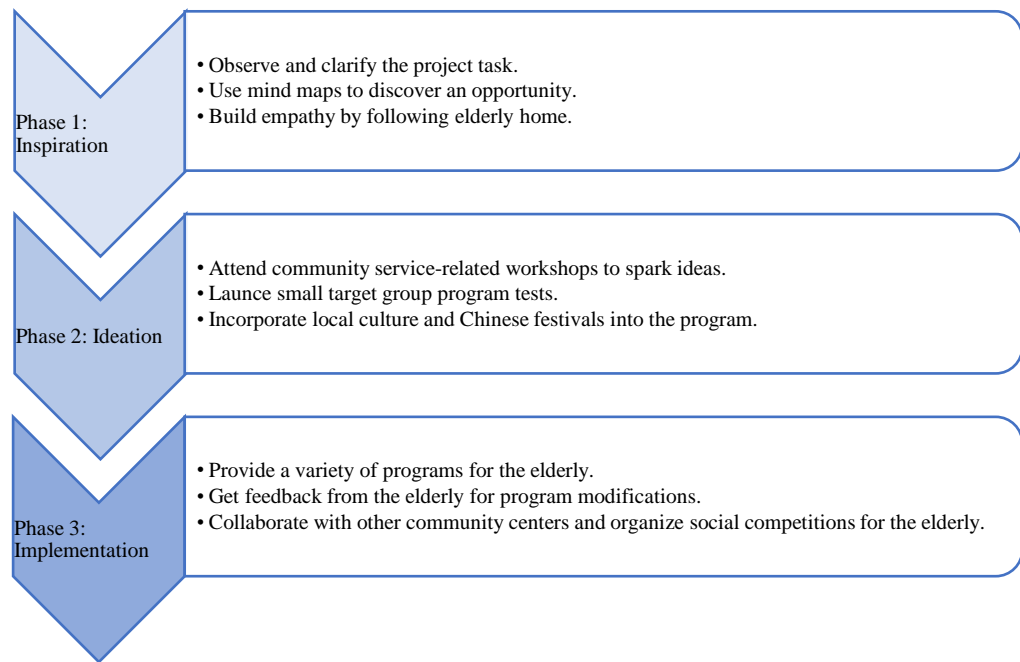 Phase 1:
Inspiration
• Observe and clarify the project task.
• Use mind maps to discover an opportunity.
• Build empathy by following elderly home.
Phase 2: Ideation
• Attend community service-related workshops to spark ideas.
• Launce small target group program tests.
• Incorporate local culture and Chinese festivals into the program.
Phase 3:
Implementation
• Provide a variety of programs for the elderly.
• Get feedback from the elderly for program modifications.
• Collaborate with other community centers and organize social competitions for the elderly.